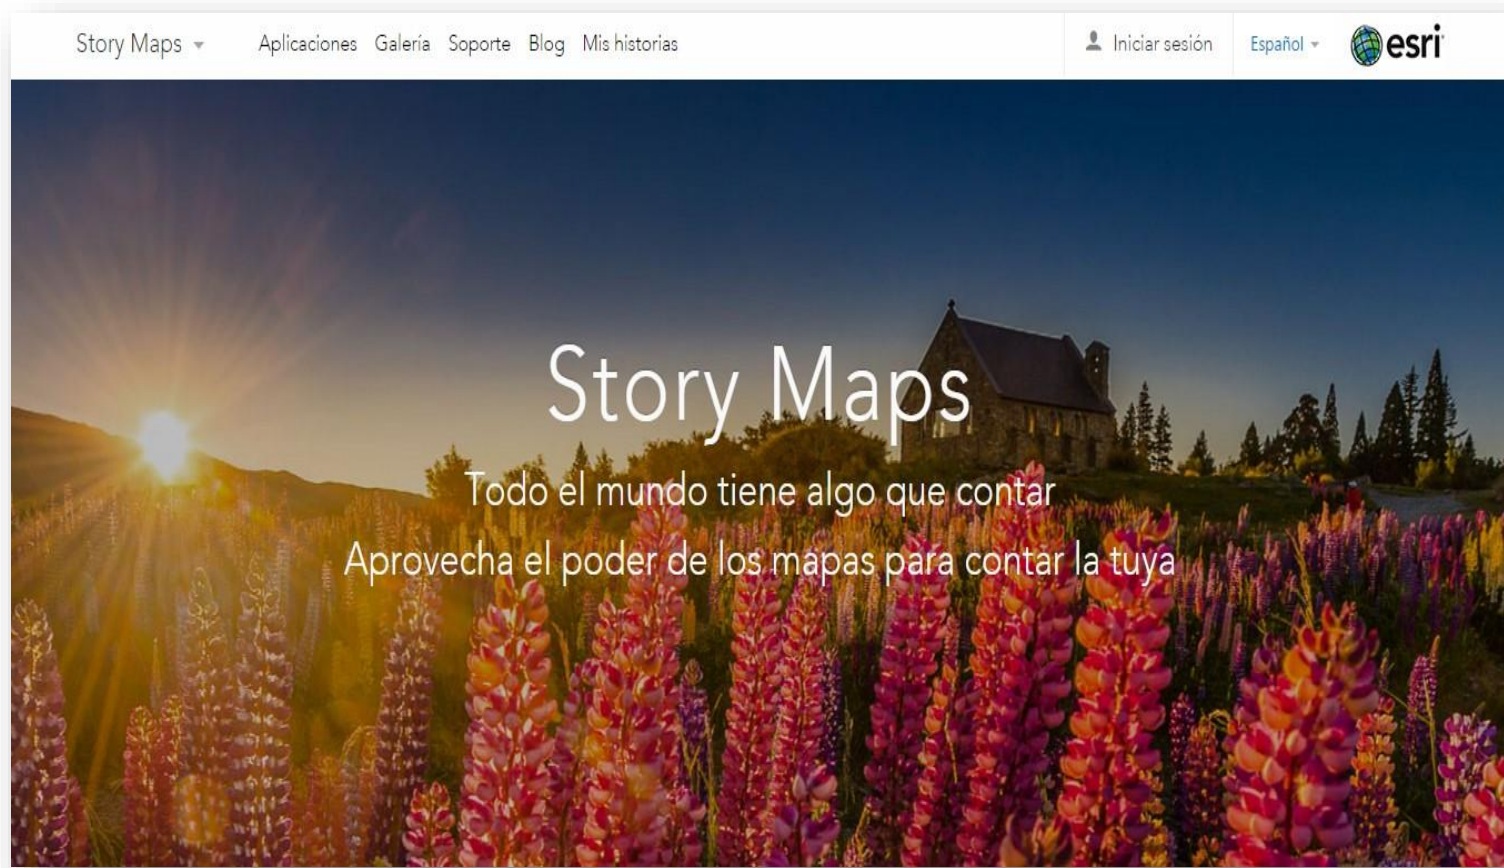 Story Maps
Aplicaciones Galería Soporte Blog Mis historias
Iniciar sesión
Español
esri
Story Maps
Todo el mundo tiene algo que contar
Aprovecha el poder de los mapas para contar la tuya